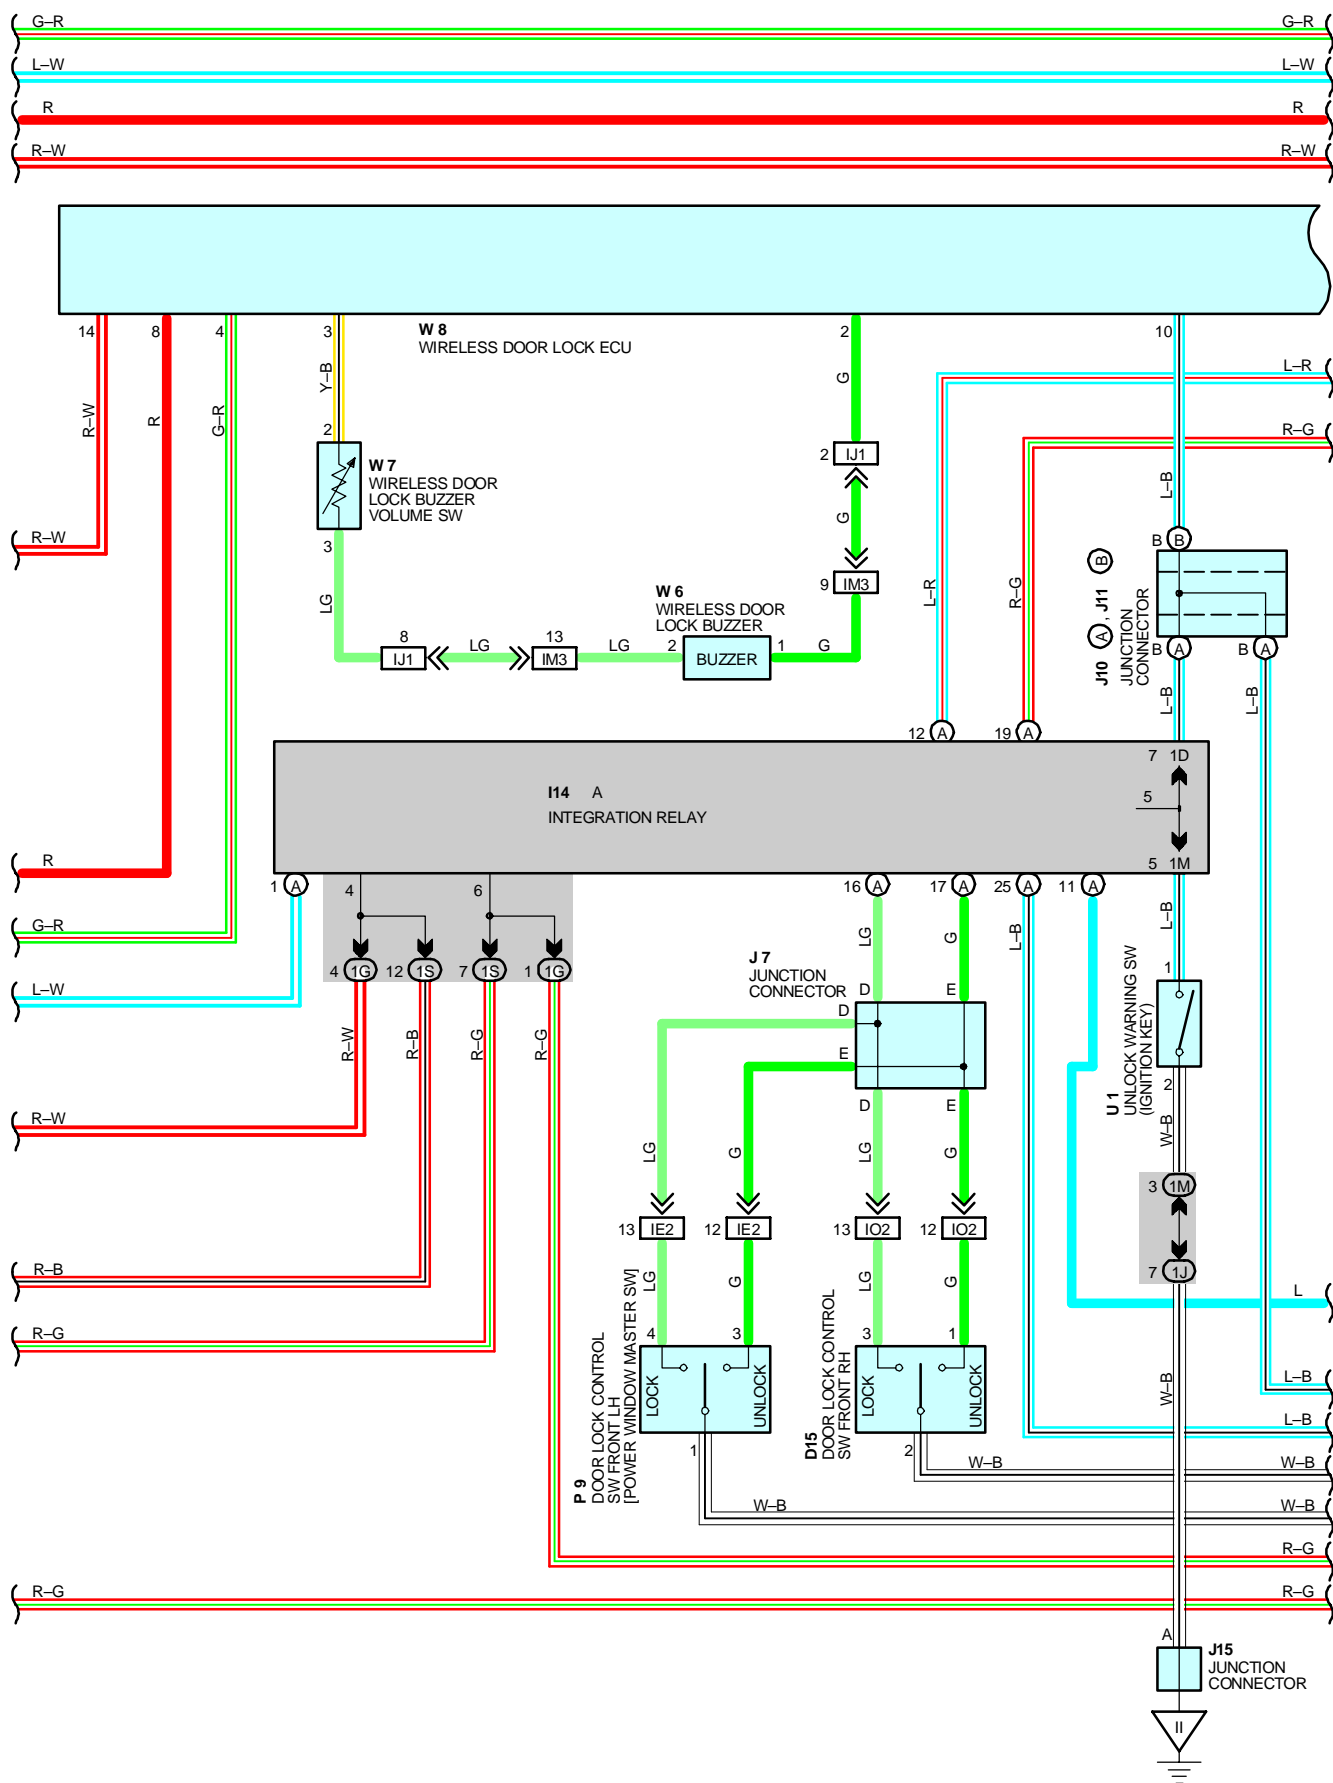 G–R G–R
L–W L–W
R R
R–W R–W
14 8 4 3 2 10
W 8
WIRELESS DOOR LOCK ECU
R–W
R
G–R
Y–B
G
L–R
R–G
2
W 7
WIRELESS DOOR
LOCK BUZZER
VOLUME SW
2 IJ1
L–B
3
G
R–W
B B
LG
9 IM3
L–R
R–G
J10 A , J11 B
JUNCTION
CONNECTOR
W 6
WIRELESS DOOR
LOCK BUZZER
8 IJ1
LG
13 IM3
LG
2 BUZZER 1
G
B A
B A
L–B
L–B
12 A 19 A
7 1D
I14 A
INTEGRATION RELAY
5
5 1M
R
1 A
4 6
16 A 17 A 25 A 11 A
LG
G
L–B
L–B
G–R
4 1G 12 1S 7 1S 1 1G
J 7
JUNCTION
CONNECTOR
D E
1
L–W
D
E
R–W
R–B
R–G
R–G
U 1
UNLOCK WARNING SW
(IGNITION KEY)
2
D E
R–W
LG
G
LG
G
W–B
3 1M
13 IE2 12 IE2 13 IO2 12 IO2
7 1J
R–B
LG
G
LG
G
L
R–G
4 3 3 1
P 9
DOOR LOCK CONTROL
SW FRONT LH
[POWER WINDOW MASTER SW]
LOCK
UNLOCK
D15
DOOR LOCK CONTROL
SW FRONT RH
LOCK
UNLOCK
W–B
L–B
L–B
1 2
W–B W–B
W–B W–B
R–G
R–G R–G
A
J15
JUNCTION
CONNECTOR
II